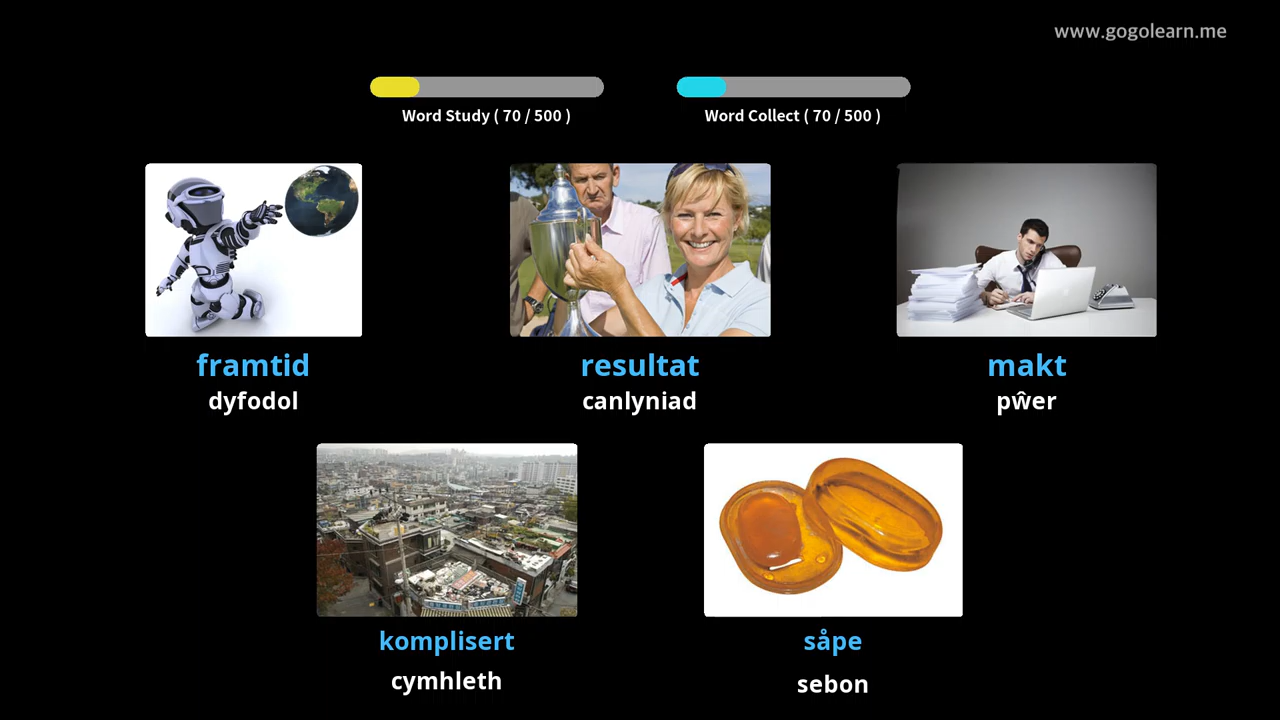 www.gogolearn.me
Word Study ( 70 / 500 )
Word Collect ( 70 / 500 )
framtid
dyfodol
resultat
canlyniad
makt
pŵer
komplisert
cymhleth
såpe
sebon